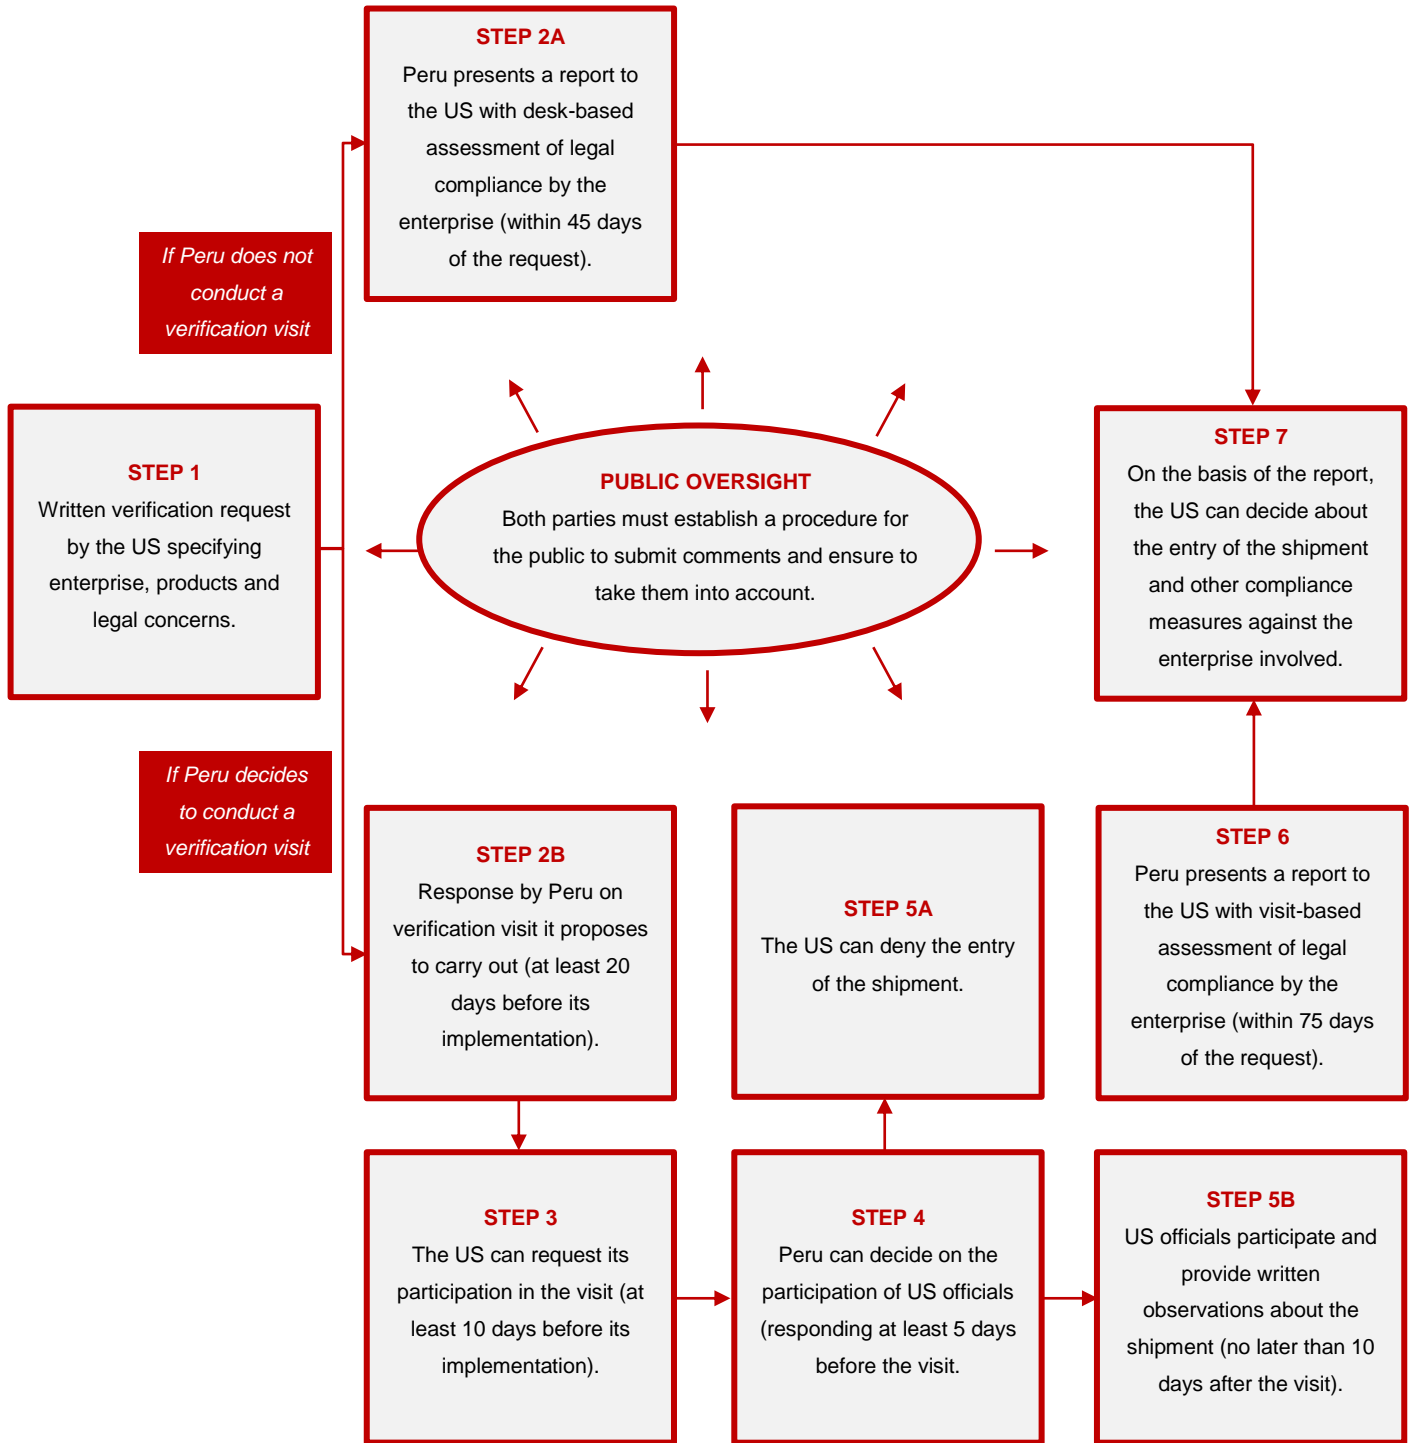 STEP 2A
Peru presents a report to
the US with desk-based
assessment of legal
compliance by the
enterprise (within 45 days
of the request).
If Peru does not
conduct a
verification visit
STEP 1
Written verification request
by the US specifying
enterprise, products and
legal concerns.
PUBLIC OVERSIGHT
Both parties must establish a procedure for
the public to submit comments and ensure to
take them into account.
STEP 7
On the basis of the report,
the US can decide about
the entry of the shipment
and other compliance
measures against the
enterprise involved.
If Peru decides
to conduct a
verification visit
STEP 2B
Response by Peru on
verification visit it proposes
to carry out (at least 20
days before its
implementation).
STEP 5A
The US can deny the entry
of the shipment.
STEP 6
Peru presents a report to
the US with visit-based
assessment of legal
compliance by the
enterprise (within 75 days
of the request).
STEP 3
The US can request its
participation in the visit (at
least 10 days before its
implementation).
STEP 4
Peru can decide on the
participation of US officials
(responding at least 5 days
before the visit.
STEP 5B
US officials participate and
provide written
observations about the
shipment (no later than 10
days after the visit).